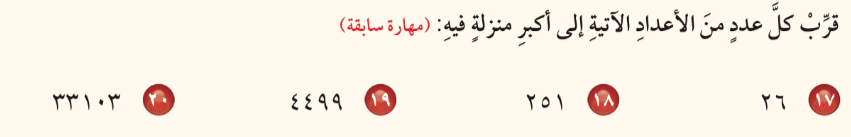 قرِّبْ كلَّ عددٍ منَ الأعدادِ الآتيةِ إلى أكبرِ منزلةٍ فيهِ: (مهارة سابقة)
١٧ ٢٦ ١٨ ٢٥١ ١٩ ٤٤٩٩ ٢٠ ٣٣١٠٣